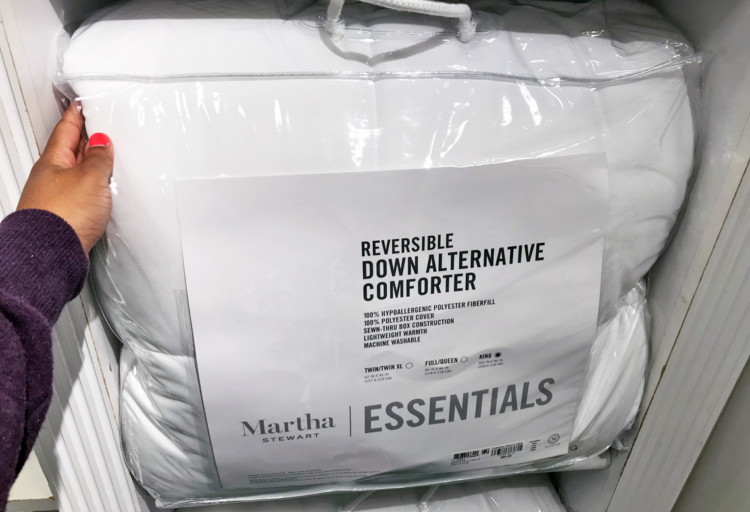 REVERSIBLE
DOWN ALTERNATIVE
COMFORTER
100% HYPOALLERGENIC POLYESTER FIBERFILL
100% POLYESTER COVER
SEWN-THRU BOX CONSTRUCTION
LIGHTWEIGHT WARMTH
MACHINE WASHABLE
TWIN/TWIN XL FULL/QUEEN KING
Martha STEWART | ESSENTIALS